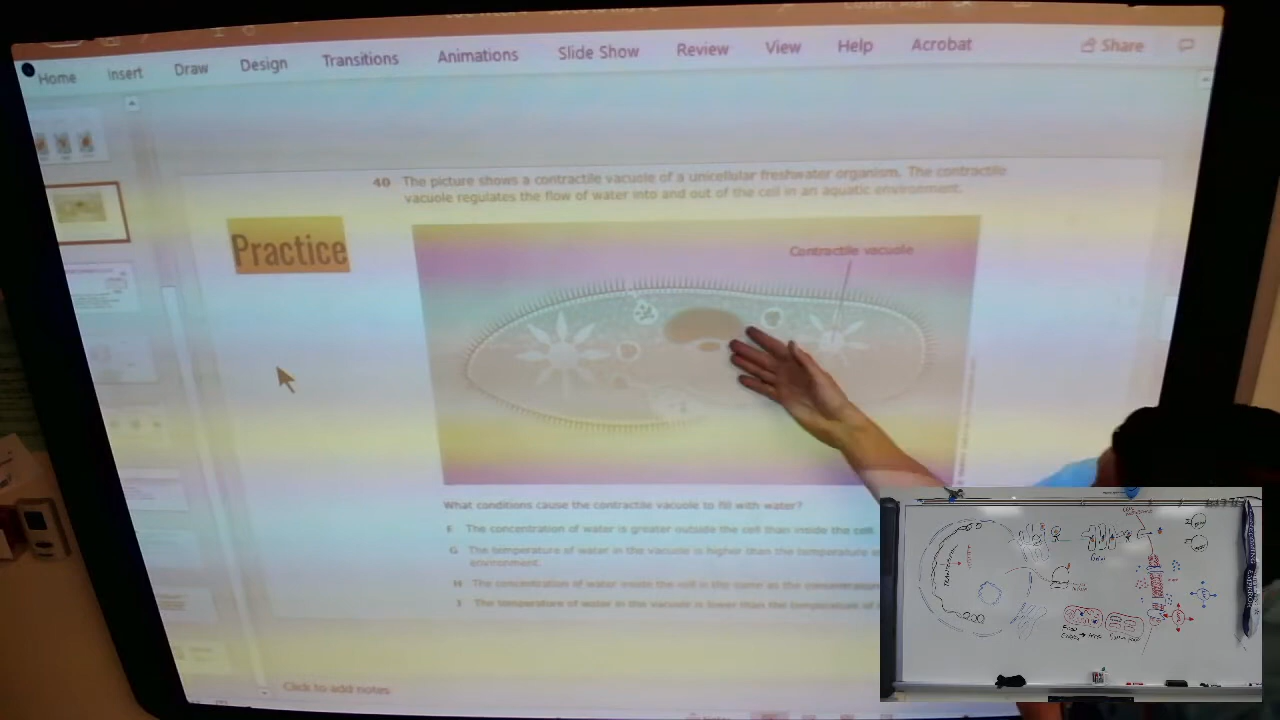 Home Insert Draw Design Transitions Animations Slide Show Review View Help Acrobat Share
40 The picture shows a contractile vacuole of a unicellular freshwater organism. The contractile
vacuole regulates the flow of water into and out of the cell in an aquatic environment.
Practice
Contractile vacuole
What conditions cause the contractile vacuole to fill with water?
F The concentration of water is greater outside the cell than inside the cell
G The temperature of water in the vacuole is higher than the temperature
environment.
H The concentration of water inside the cell is the same as the concentration
J The temperature of water in the vacuole is lower than the temperature of
Click to add notes